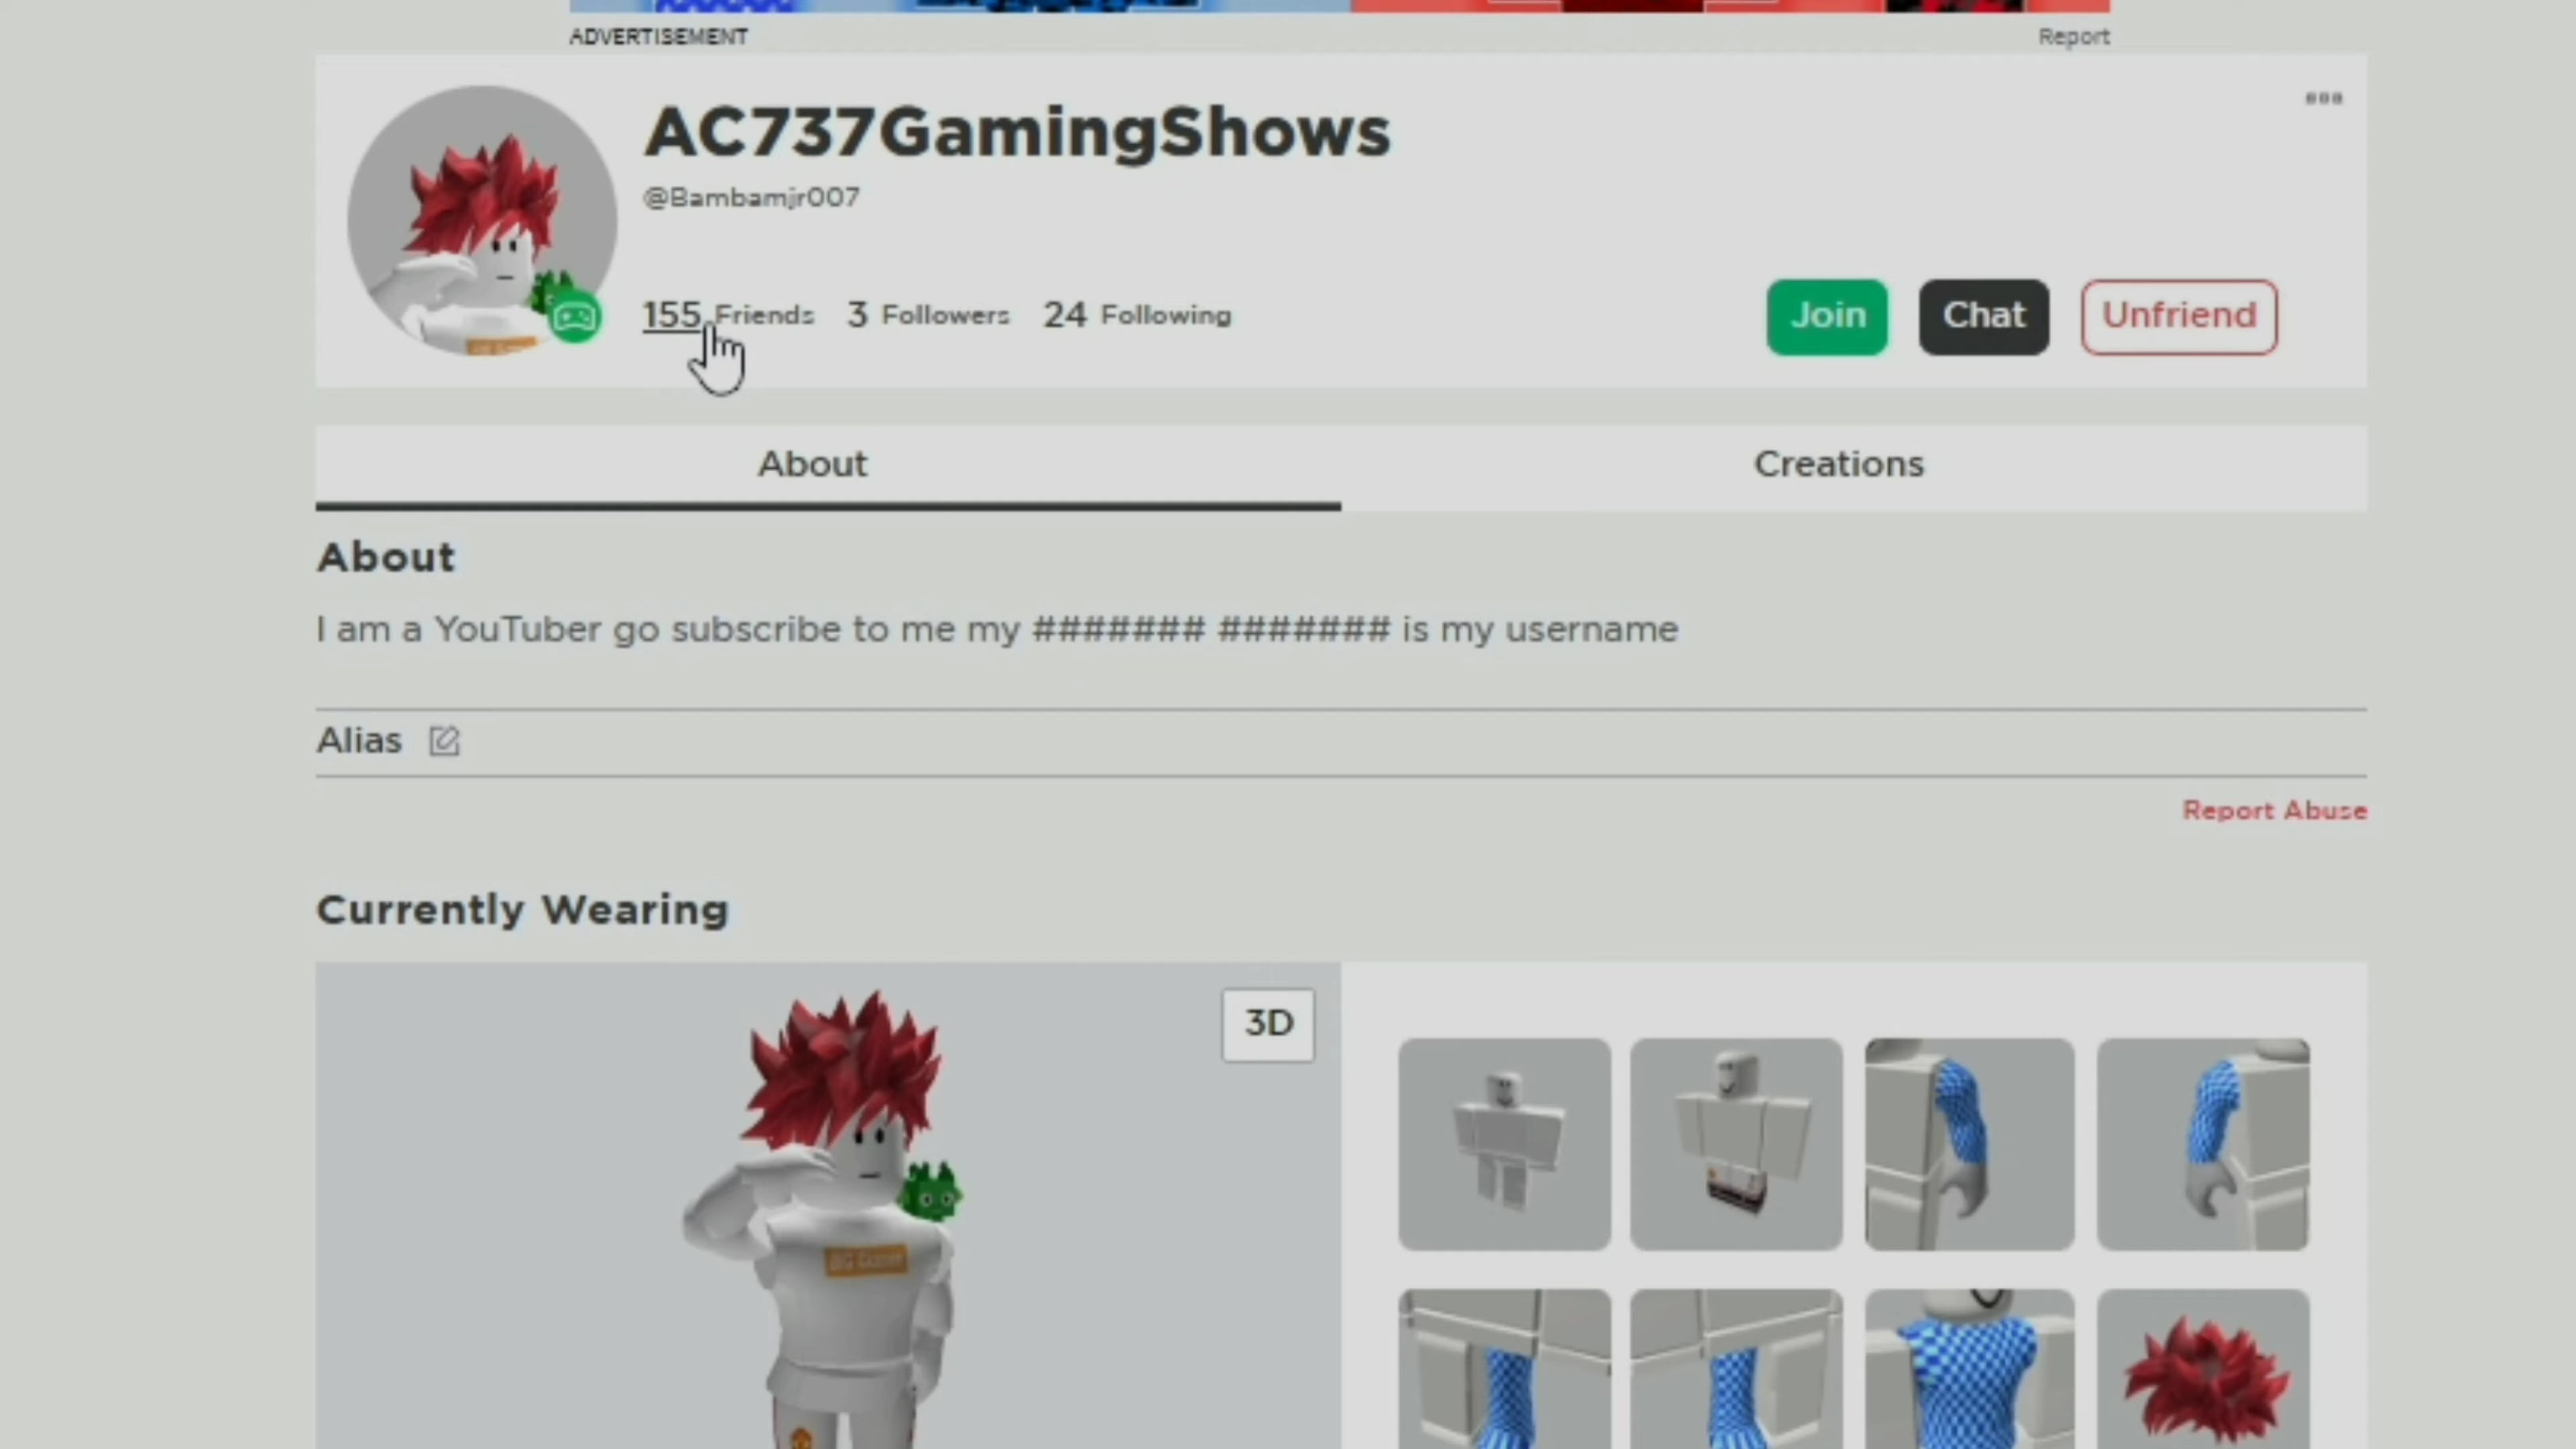 ADVERTISEMENT Report
AC737GamingShows
@Bambamjr007
155 Friends 3 Followers 24 Following
Join Chat Unfriend
About Creations
About
I am a YouTuber go subscribe to me my ####### ####### is my username
Alias
Report Abuse
Currently Wearing
3D